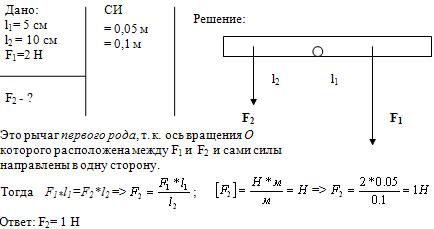 Дано:
l₁= 5 см
l₂ = 10 см
F₁=2 Н
F₂ - ?
СИ
= 0,05 м
= 0,1 м
Решение:
l₂ l₁
F₂ F₁
Это рычаг первого рода, т. к. ось вращения О
которого расположена между F₁ и F₂ и сами силы
направлены в одну сторону.
Тогда F₁*l₁=F₂*l₂ => F₂ = F₁*l₁ / l₂ ; [F₂] = Н*м / м = Н => F₂ = 2*0.05 / 0.1 = 1Н
Ответ: F₂= 1 Н